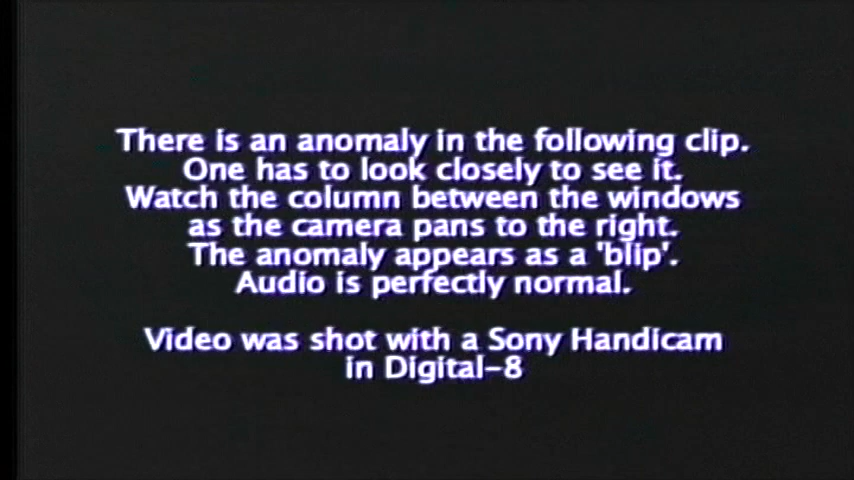 There is an anomaly in the following clip.
One has to look closely to see it.
Watch the column between the windows
as the camera pans to the right.
The anomaly appears as a 'blip'.
Audio is perfectly normal.
Video was shot with a Sony Handicam
in Digital-8